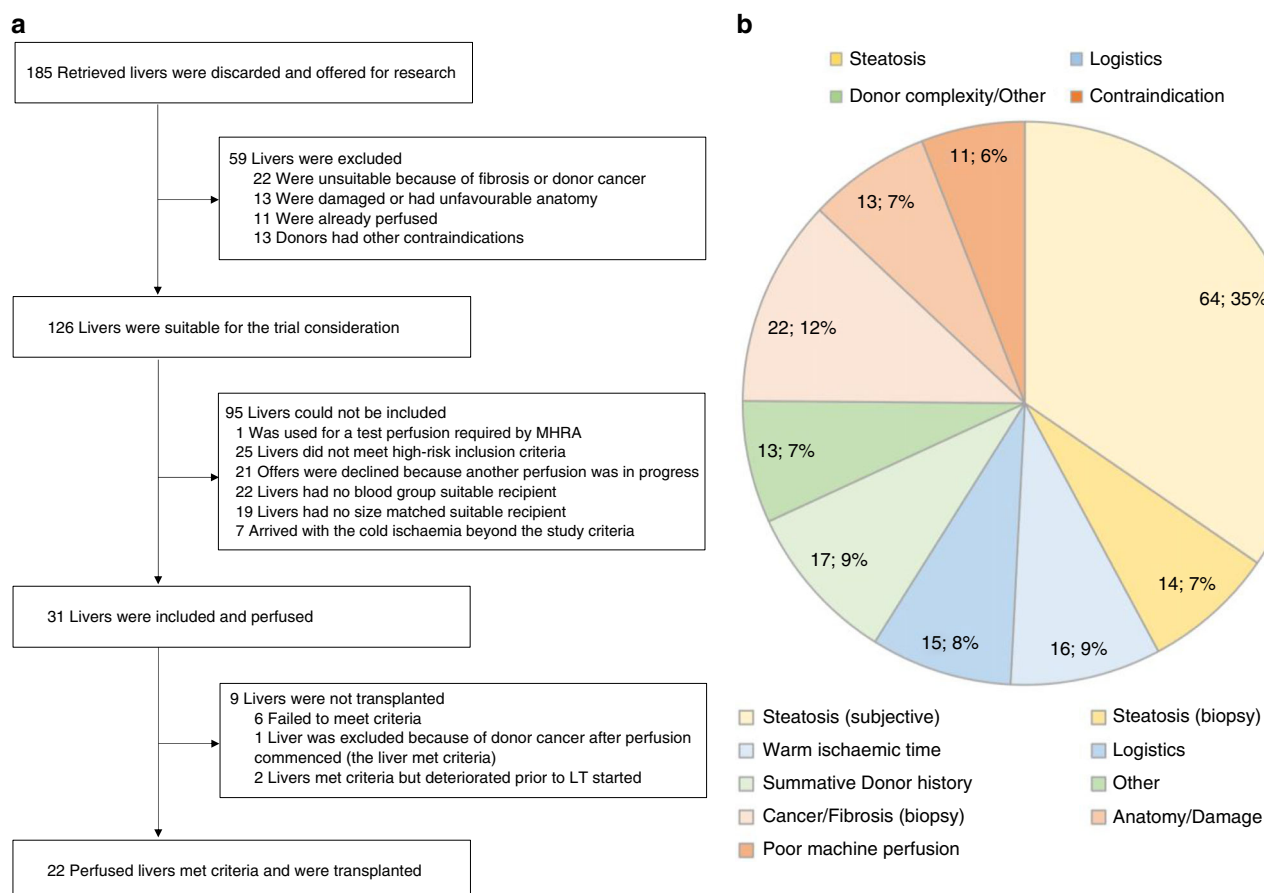 a
185 Retrieved livers were discarded and offered for research
59 Livers were excluded
22 Were unsuitable because of fibrosis or donor cancer
13 Were damaged or had unfavourable anatomy
11 Were already perfused
13 Donors had other contraindications
126 Livers were suitable for the trial consideration
95 Livers could not be included
1 Was used for a test perfusion required by MHRA
25 Livers did not meet high-risk inclusion criteria
21 Offers were declined because another perfusion was in progress
22 Livers had no blood group suitable recipient
19 Livers had no size matched suitable recipient
7 Arrived with the cold ischaemia beyond the study criteria
31 Livers were included and perfused
9 Livers were not transplanted
6 Failed to meet criteria
1 Liver was excluded because of donor cancer after perfusion
commenced (the liver met criteria)
2 Livers met criteria but deteriorated prior to LT started
22 Perfused livers met criteria and were transplanted
b
Steatosis
Logistics
Donor complexity/Other
Contraindication
11; 6%
13; 7%
64; 35%
22; 12%
13; 7%
17; 9%
14; 7%
15; 8%
16; 9%
Steatosis (subjective)
Steatosis (biopsy)
Warm ischaemic time
Logistics
Summative Donor history
Other
Cancer/Fibrosis (biopsy)
Anatomy/Damage
Poor machine perfusion